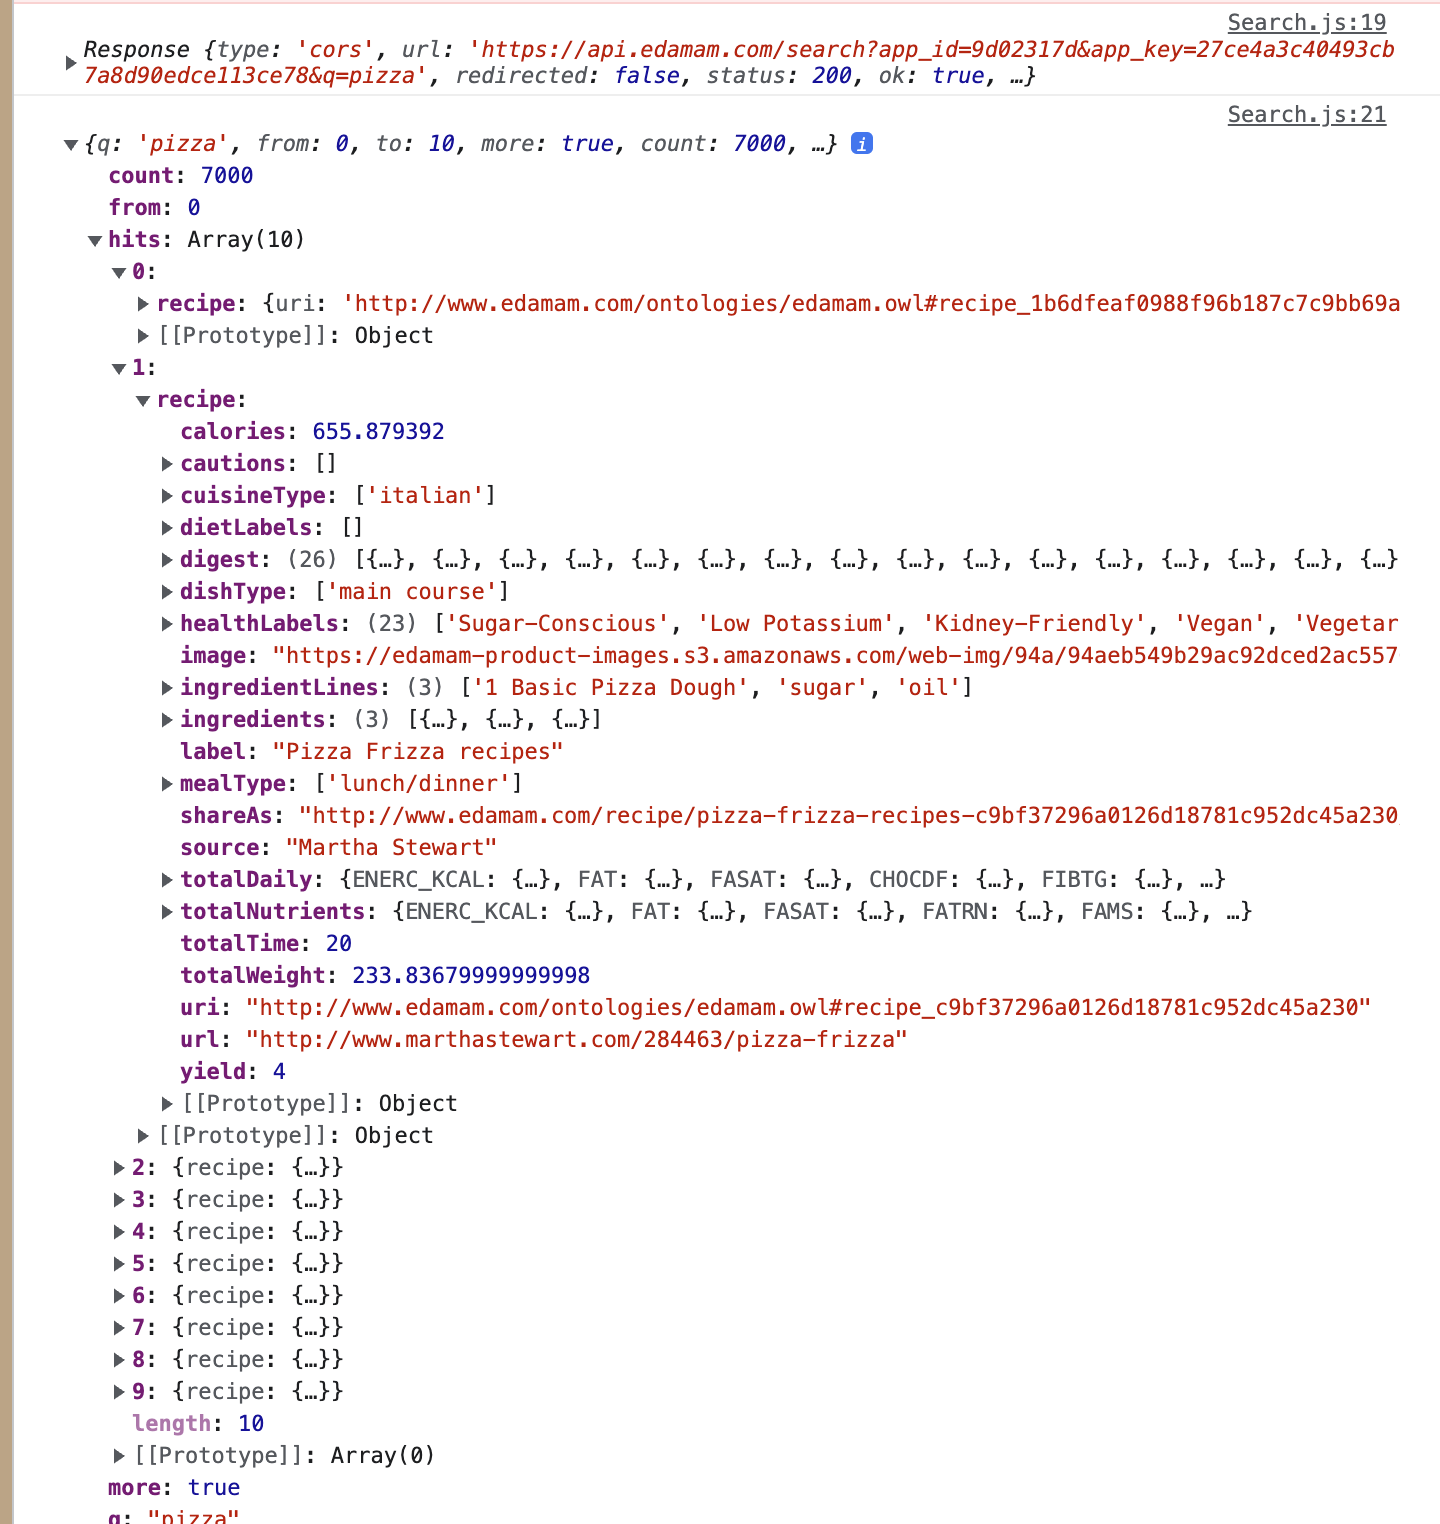 Search.js:19
Response {type: 'cors', url: 'https://api.edamam.com/search?app_id=9d02317d&app_key=27ce4a3c40493cb
7a8d90edce113ce78&q=pizza', redirected: false, status: 200, ok: true, …}
Search.js:21
{q: 'pizza', from: 0, to: 10, more: true, count: 7000, …} i
count: 7000
from: 0
hits: Array(10)
0:
recipe: {uri: 'http://www.edamam.com/ontologies/edamam.owl#recipe_1b6dfeaf0988f96b187c7c9bb69a
[[Prototype]]: Object
1:
recipe:
calories: 655.879392
cautions: []
cuisineType: ['italian']
dietLabels: []
digest: (26) [{…}, {…}, {…}, {…}, {…}, {…}, {…}, {…}, {…}, {…}, {…}, {…}, {…}, {…}, {…}, {…}
dishType: ['main course']
healthLabels: (23) ['Sugar-Conscious', 'Low Potassium', 'Kidney-Friendly', 'Vegan', 'Vegetar
image: "https://edamam-product-images.s3.amazonaws.com/web-img/94a/94aeb549b29ac92dced2ac557
ingredientLines: (3) ['1 Basic Pizza Dough', 'sugar', 'oil']
ingredients: (3) [{…}, {…}, {…}]
label: "Pizza Frizza recipes"
mealType: ['lunch/dinner']
shareAs: "http://www.edamam.com/recipe/pizza-frizza-recipes-c9bf37296a0126d18781c952dc45a230
source: "Martha Stewart"
totalDaily: {ENERC_KCAL: {…}, FAT: {…}, FASAT: {…}, CHOCDF: {…}, FIBTG: {…}, …}
totalNutrients: {ENERC_KCAL: {…}, FAT: {…}, FASAT: {…}, FATRN: {…}, FAMS: {…}, …}
totalTime: 20
totalWeight: 233.83679999999998
uri: "http://www.edamam.com/ontologies/edamam.owl#recipe_c9bf37296a0126d18781c952dc45a230"
url: "http://www.marthastewart.com/284463/pizza-frizza"
yield: 4
[[Prototype]]: Object
[[Prototype]]: Object
2: {recipe: {…}}
3: {recipe: {…}}
4: {recipe: {…}}
5: {recipe: {…}}
6: {recipe: {…}}
7: {recipe: {…}}
8: {recipe: {…}}
9: {recipe: {…}}
length: 10
[[Prototype]]: Array(0)
more: true
q: "pizza"